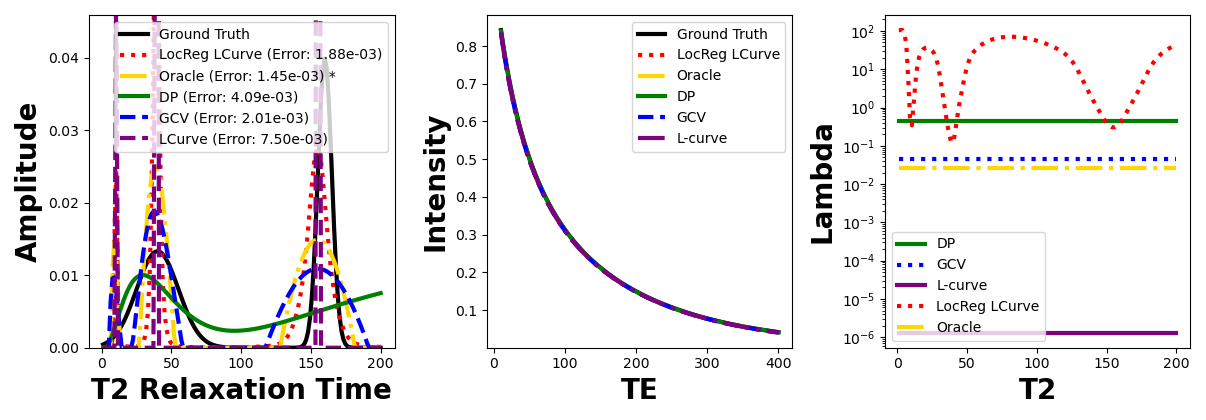 Amplitude
0.04
0.03
0.02
0.01
0.00
Ground Truth
LocReg LCurve (Error: 1.88e-03)
Oracle (Error: 1.45e-03) *
DP (Error: 4.09e-03)
GCV (Error: 2.01e-03)
LCurve (Error: 7.50e-03)
0 50 100 150 200
T2 Relaxation Time
Intensity
0.8
0.7
0.6
0.5
0.4
0.3
0.2
0.1
Ground Truth
LocReg LCurve
Oracle
DP
GCV
L-curve
0 100 200 300 400
TE
Lambda
10²
10¹
10⁰
10⁻¹
10⁻²
10⁻³
10⁻⁴
10⁻⁵
10⁻⁶
DP
GCV
L-curve
LocReg LCurve
Oracle
0 50 100 150 200
T2